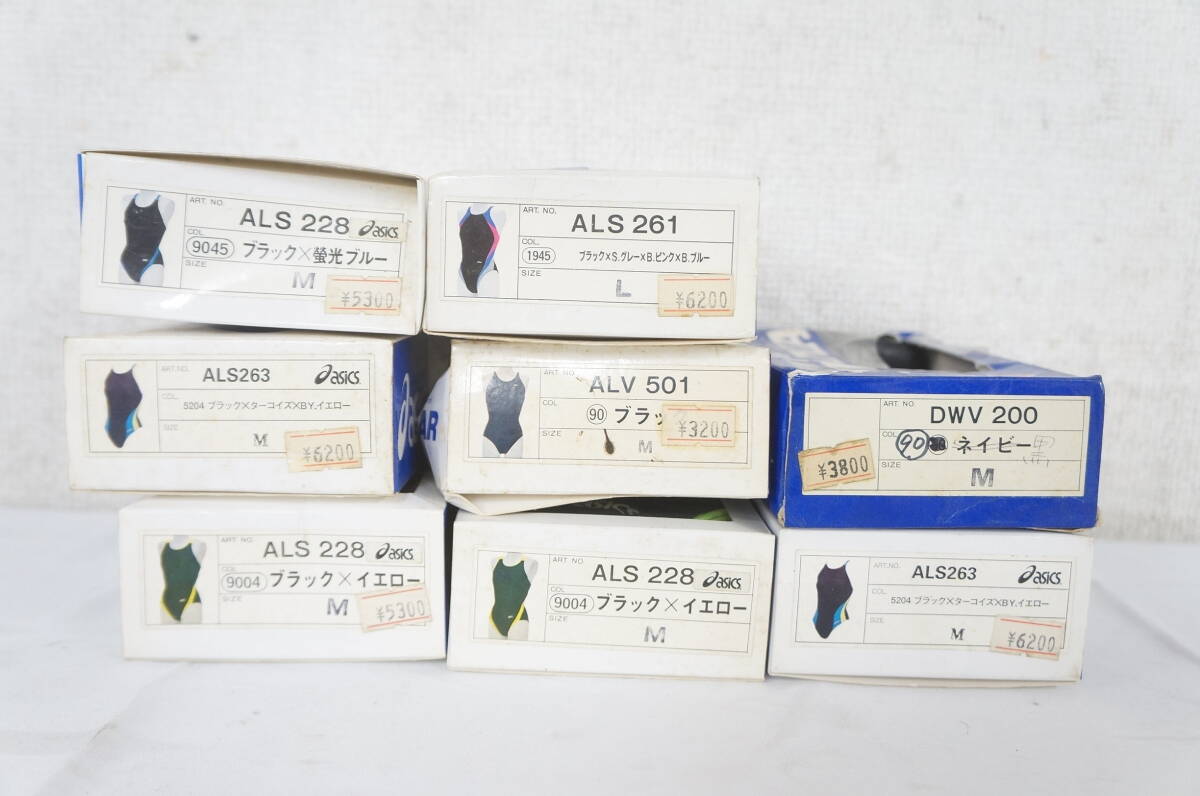 ART. NO.
ALS 228 asics
COL.
9045 ブラック×螢光ブルー
SIZE
M
¥5300
ART. NO.
ALS 261
COL.
1945 ブラック×S.グレー×B.ピンク×B.ブルー
SIZE
L
¥6200
ART.NO.
ALS263 asics
COL.
5204 ブラック×ターコイズ×BY.イエロー
SIZE
M
¥6200
AR
ART. NO.
ALV 501
COL
90 ブラッ
SIZE
M
¥3200
ART. NO.
DWV 200
COL
90 ネイビー 黒
SIZE
M
¥3800
ART. NO.
ALS 228 asics
COL.
9004 ブラック×イエロー
SIZE
M
¥5300
ART. NO
ALS 228 asics
COL.
9004 ブラック×イエロー
SIZE
M
ART.NO.
ALS263 asics
COL.
5204 ブラック×ターコイズ×BY.イエロー
SIZE
M
¥6200